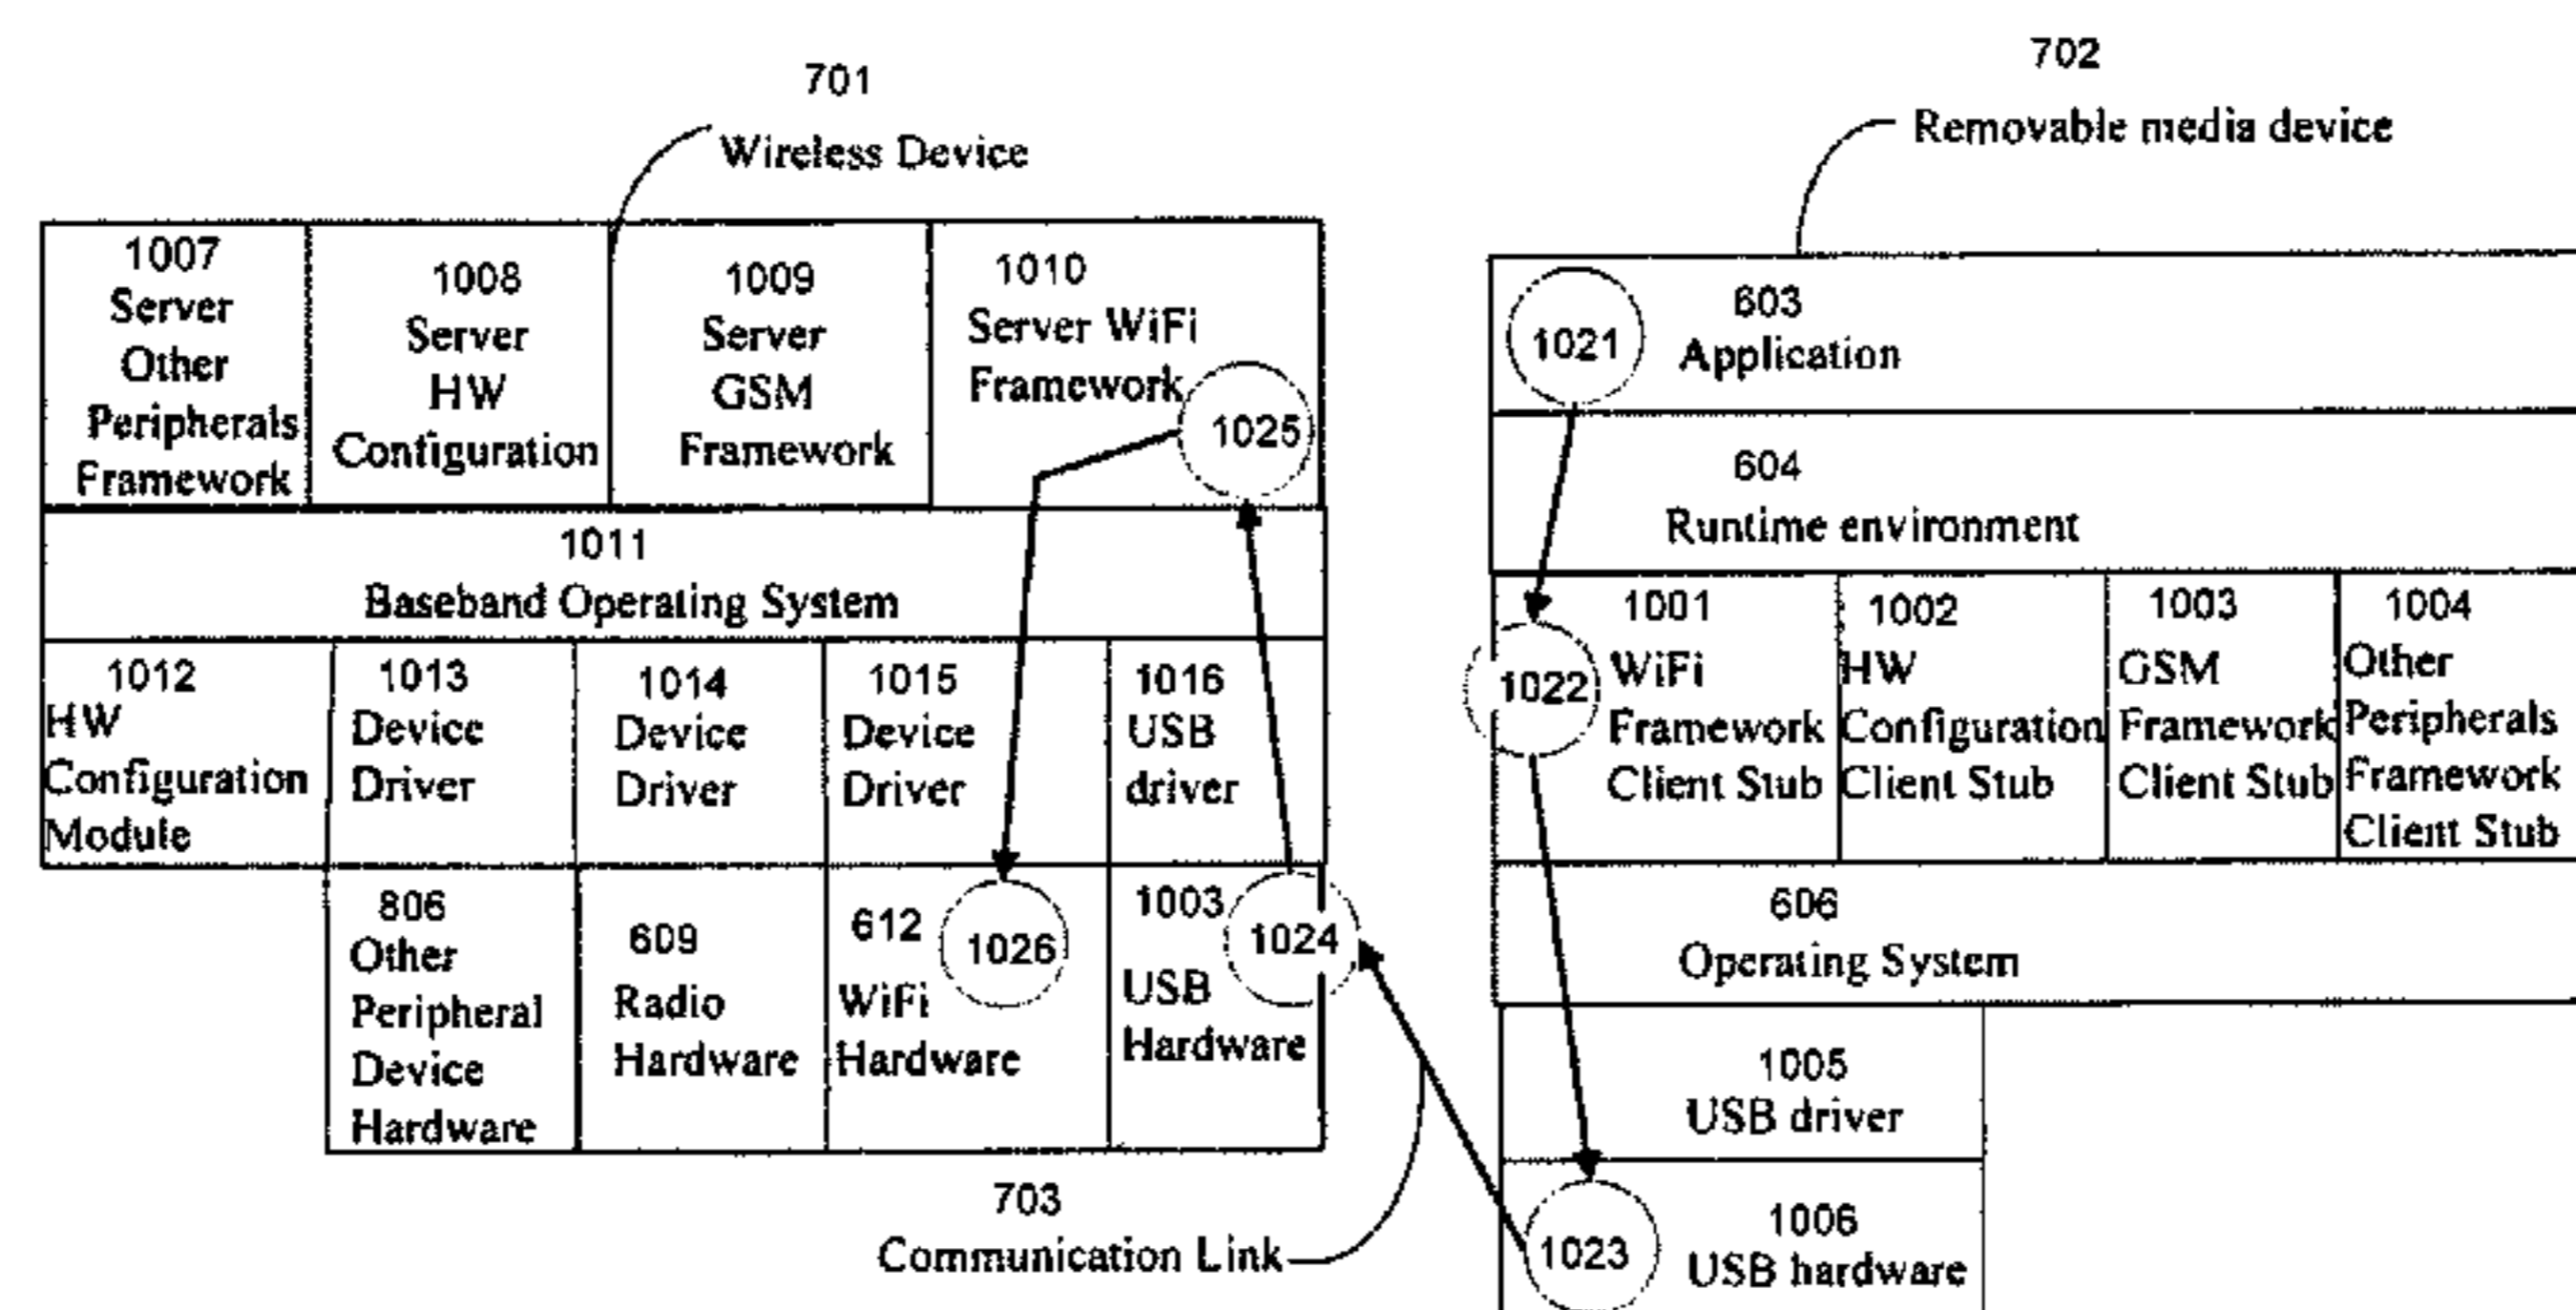 701
Wireless Device
702
Removable media device
1007
Server
Other
Peripherals
Framework
1008
Server
HW
Configuration
1009
Server
GSM
Framework
1010
Server WiFi
Framework
1025
1011
Baseband Operating System
1012
HW
Configuration
Module
1013
Device
Driver
1014
Device
Driver
1015
Device
Driver
1016
USB
driver
806
Other
Peripheral
Device
Hardware
609
Radio
Hardware
612
WiFi
Hardware
1026
1003
USB
Hardware
1024
703
Communication Link
1021
603
Application
604
Runtime environment
1022
1001
WiFi
Framework
Client Stub
1002
HW
Configuration
Client Stub
1003
GSM
Framework
Client Stub
1004
Other
Peripherals
Framework
Client Stub
606
Operating System
1005
USB driver
1023
1006
USB hardware